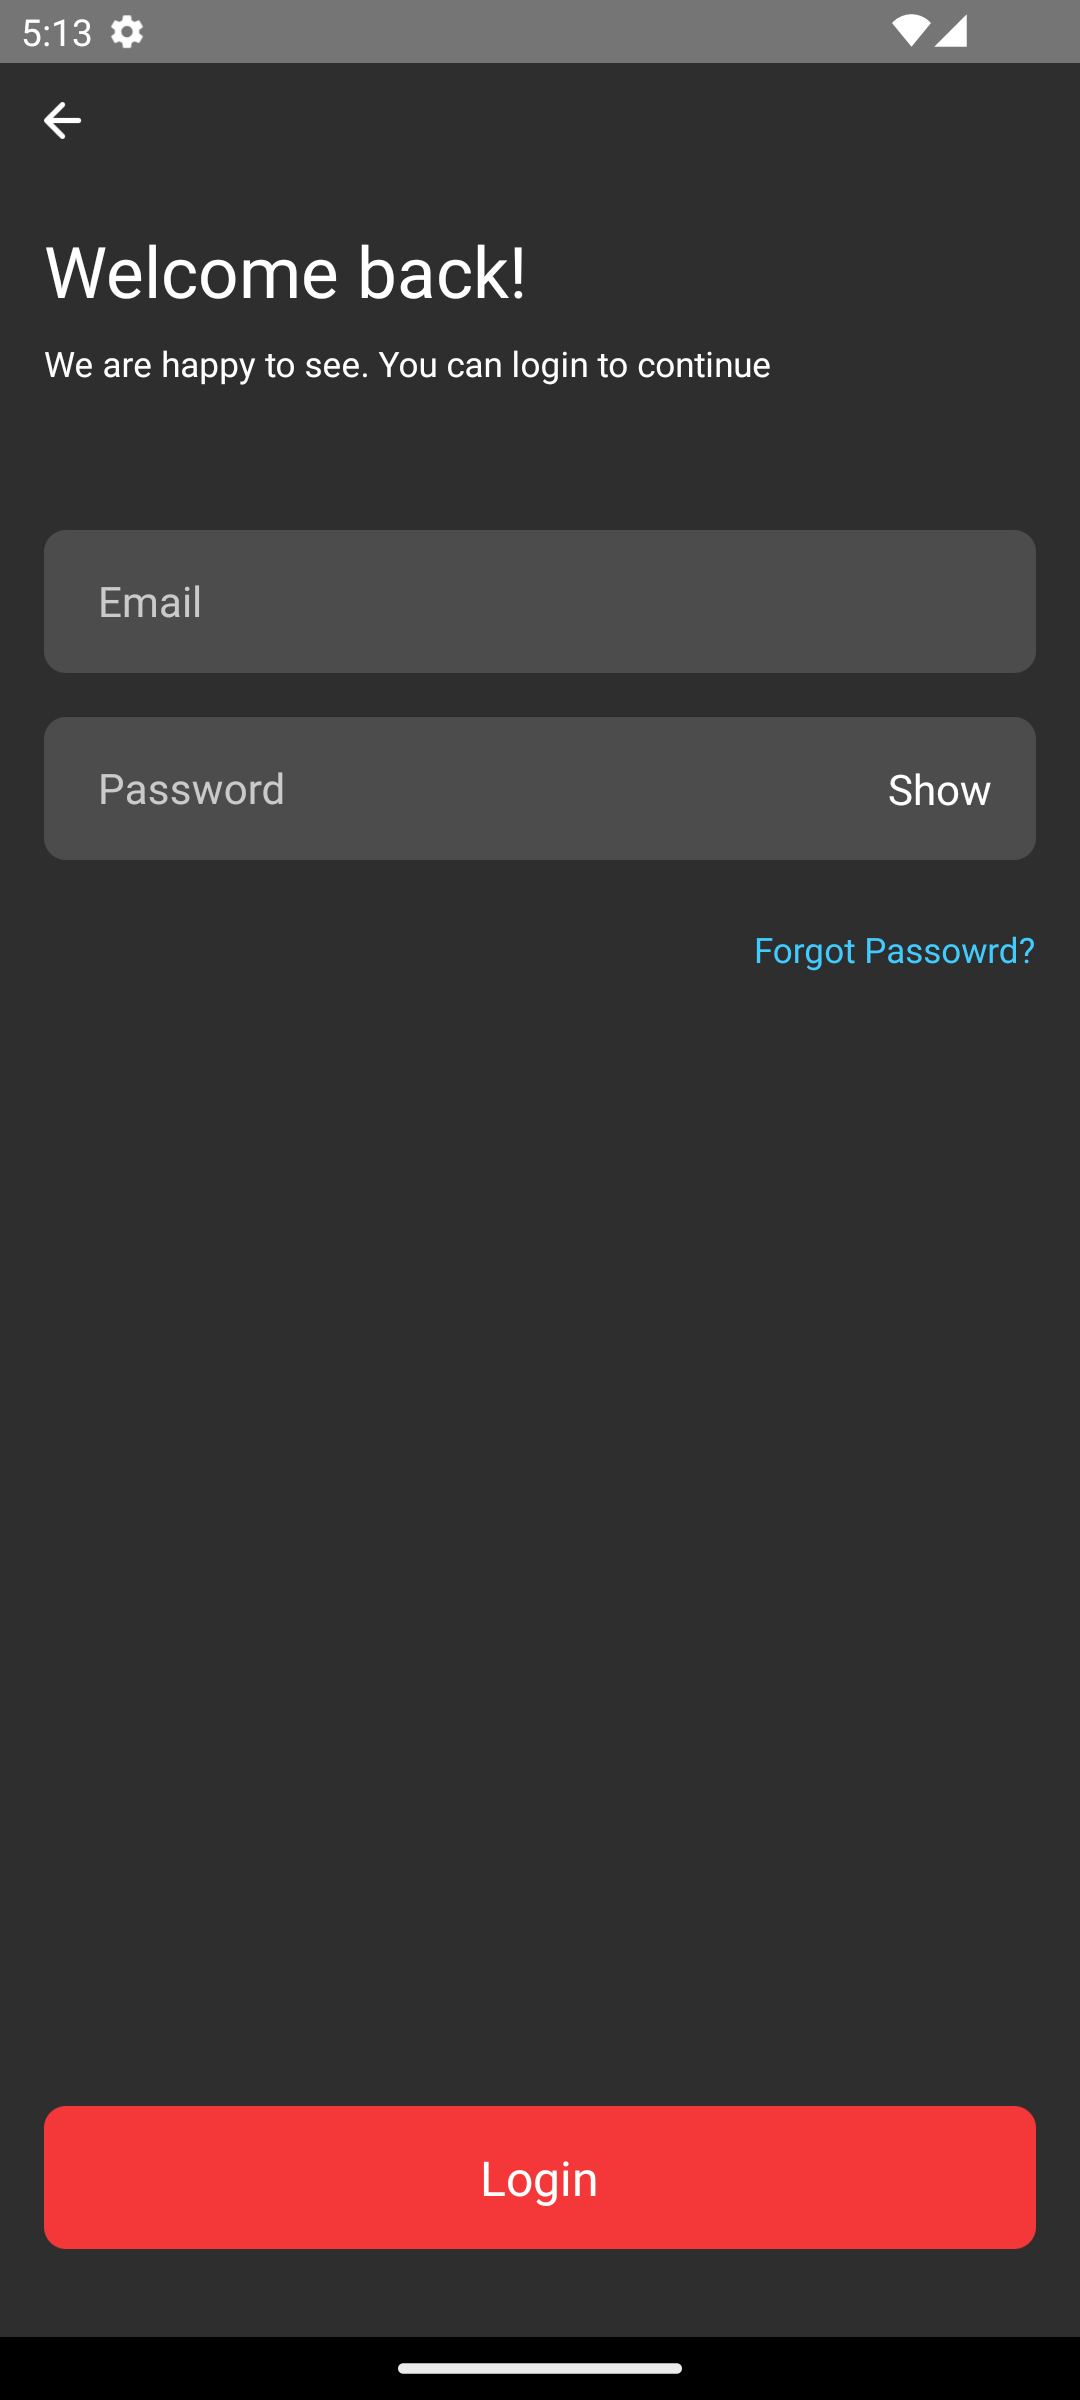 5:13
Welcome back!
We are happy to see. You can login to continue
Email
Password
Show
Forgot Passowrd?
Login